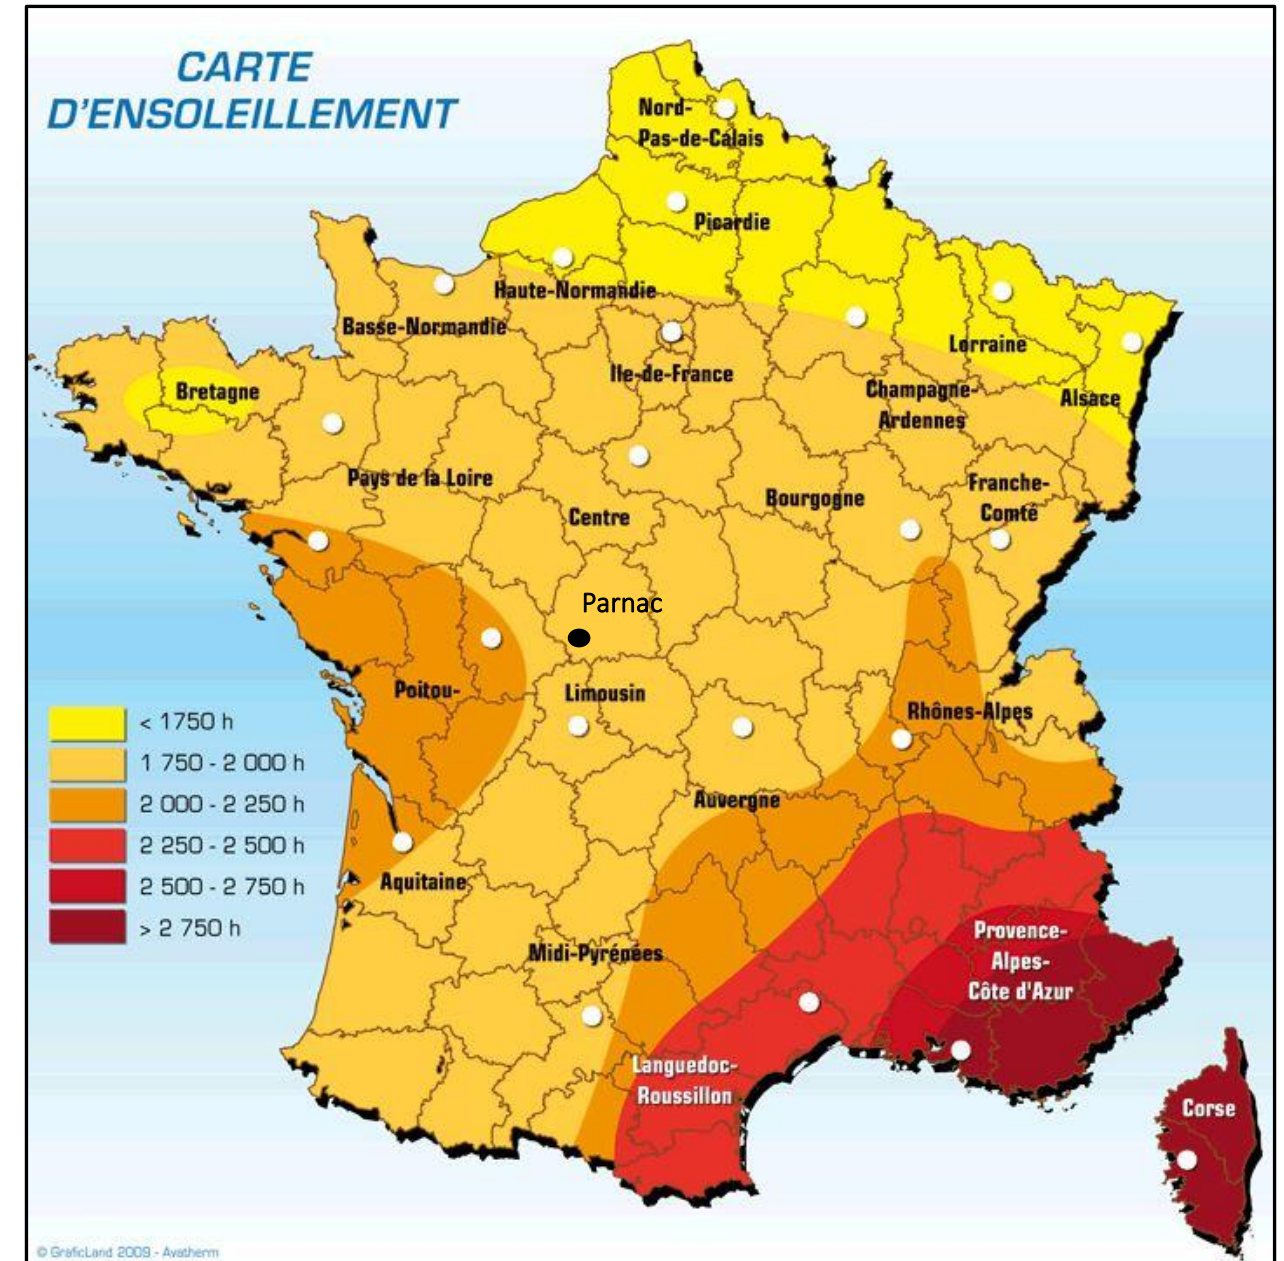 CARTE
D'ENSOLEILLEMENT
Nord-
Pas-de-Calais
Picardie
Haute-Normandie
Basse-Normandie
Lorraine
Ile-de-France
Bretagne
Champagne-
Ardennes
Alsace
Pays de la Loire
Centre
Bourgogne
Franche-
Comté
Parnac
Poitou-
Limousin
Rhônes-Alpes
Auvergne
Aquitaine
Midi-Pyrénées
Provence-
Alpes-
Côte d'Azur
Languedoc-
Roussillon
Corse
< 1750 h
1 750 - 2 000 h
2 000 - 2 250 h
2 250 - 2 500 h
2 500 - 2 750 h
> 2 750 h
© GraficLand 2009 - Avatherm